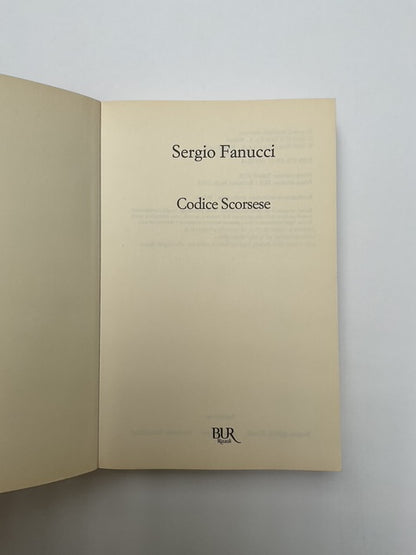 Sergio Fanucci
Codice Scorsese
BUR
Rizzoli